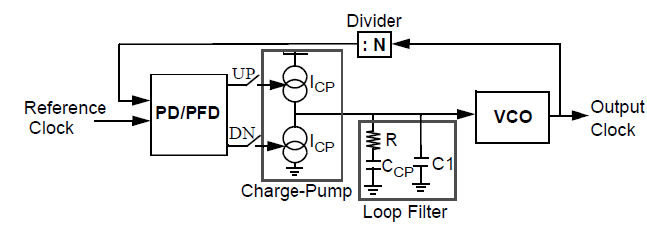 Divider
: N
UP
I_CP
Reference
Clock
PD/PFD
VCO
Output
Clock
DN
I_CP
R
C_CP
C1
Charge-Pump
Loop Filter